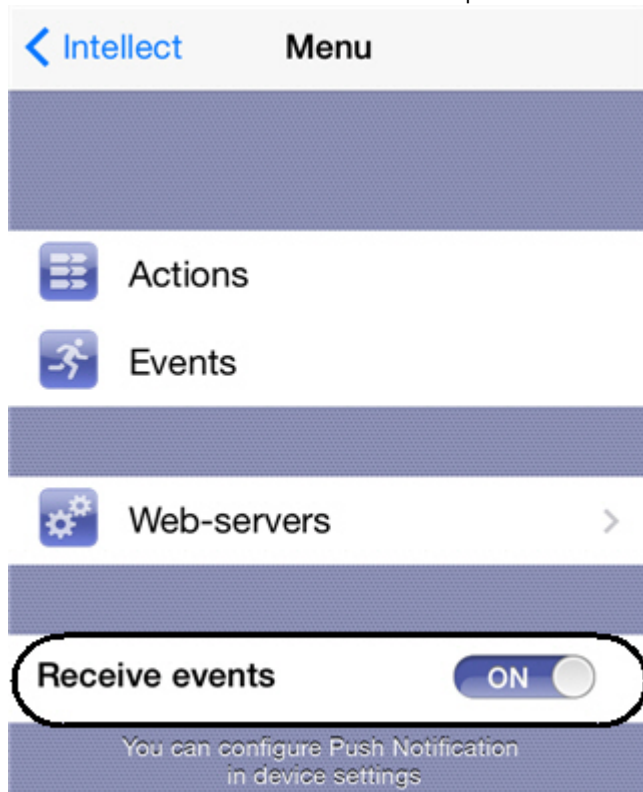 Intellect Menu
Actions
Events
Web-servers
Receive events ON
You can configure Push Notification
in device settings